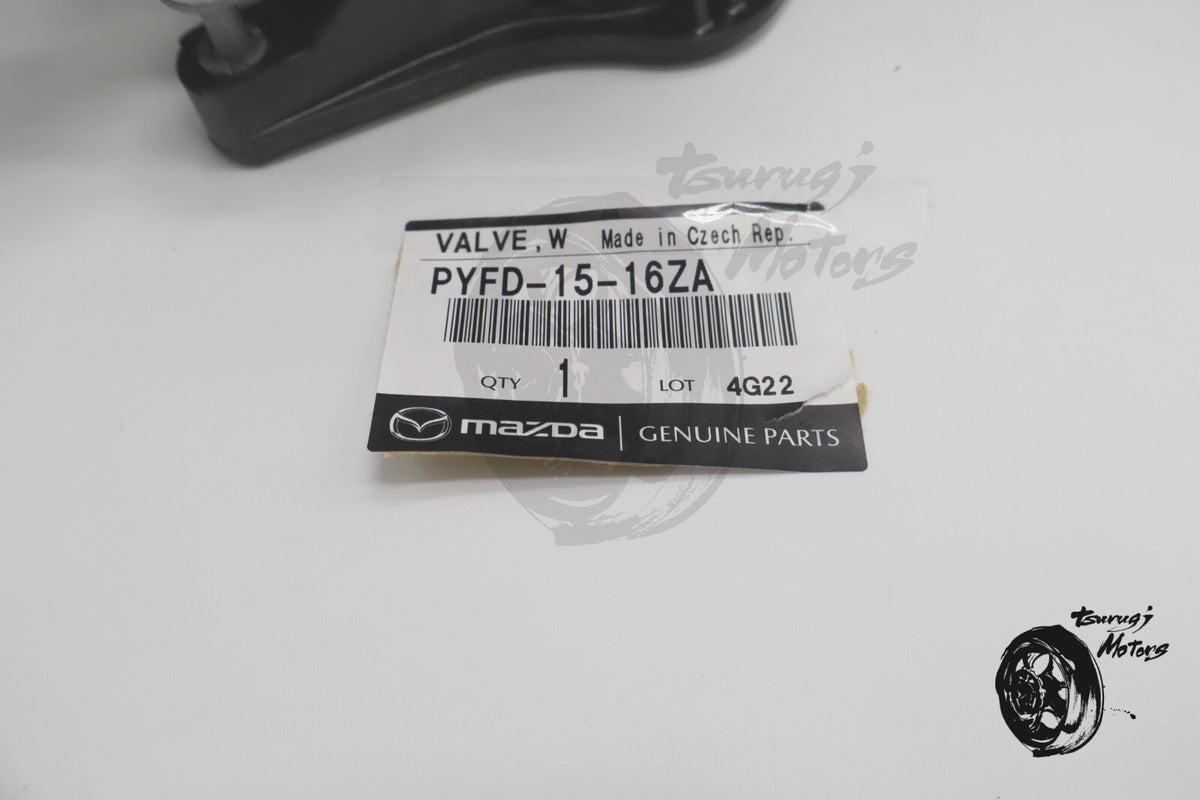 tsurugi
Motors
VALVE,W Made in Czech Rep.
PYFD-15-16ZA
QTY 1 LOT 4G22
mazda | GENUINE PARTS
tsurugi
Motors